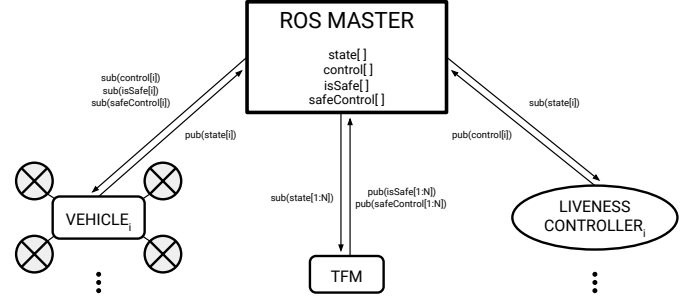 ROS MASTER
state[ ]
control[ ]
isSafe[ ]
safeControl[ ]
sub(control[i])
sub(isSafe[i])
sub(safeControl[i])
pub(state[i])
sub(state[i])
pub(control[i])
sub(state[1:N])
pub(isSafe[1:N])
pub(safeControl[1:N])
VEHICLEi
TFM
LIVENESS
CONTROLLERi